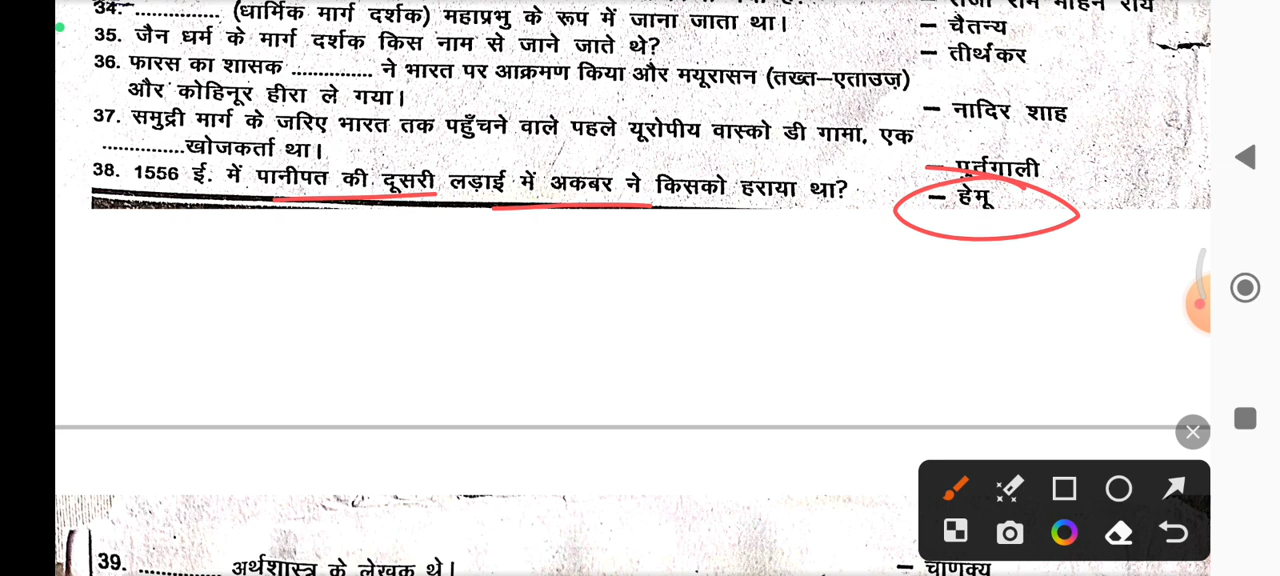 राजा राम मोहन राय
34. ............... (धार्मिक मार्ग दर्शक) महाप्रभु के रूप में जाना जाता था। – चैतन्य
35. जैन धर्म के मार्ग दर्शक किस नाम से जाने जाते थे? – तीर्थंकर
36. फारस का शासक ............... ने भारत पर आक्रमण किया और मयूरासन (तख्त–एताउज़)
और कोहिनूर हीरा ले गया। – नादिर शाह
37. समुद्री मार्ग के जरिए भारत तक पहुँचने वाले पहले यूरोपीय वास्को डी गामा, एक
...............खोजकर्ता था। – पुर्तगाली
38. 1556 ई. में पानीपत की दूसरी लड़ाई में अकबर ने किसको हराया था? – हेमू
39. ............... अर्थशास्त्र के लेखक थे। – चाणक्य